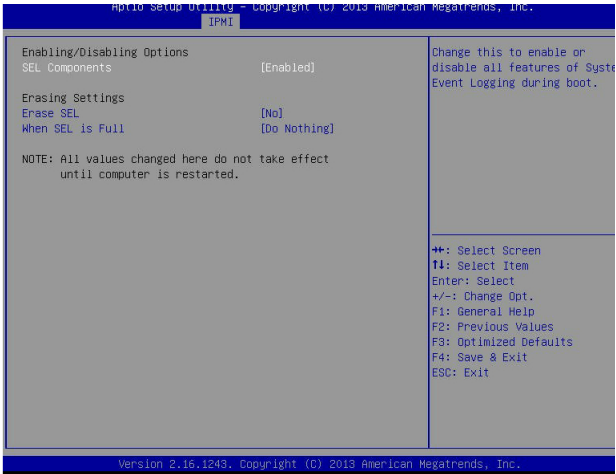 Aptio Setup Utility – Copyright (C) 2013 American Megatrends, Inc.
IPMI
Enabling/Disabling Options
SEL Components [Enabled]
Erasing Settings
Erase SEL [No]
When SEL is Full [Do Nothing]
NOTE: All values changed here do not take effect
until computer is restarted.
Change this to enable or
disable all features of Syste
Event Logging during boot.
→←: Select Screen
↑↓: Select Item
Enter: Select
+/-: Change Opt.
F1: General Help
F2: Previous Values
F3: Optimized Defaults
F4: Save & Exit
ESC: Exit
Version 2.16.1243. Copyright (C) 2013 American Megatrends, Inc.